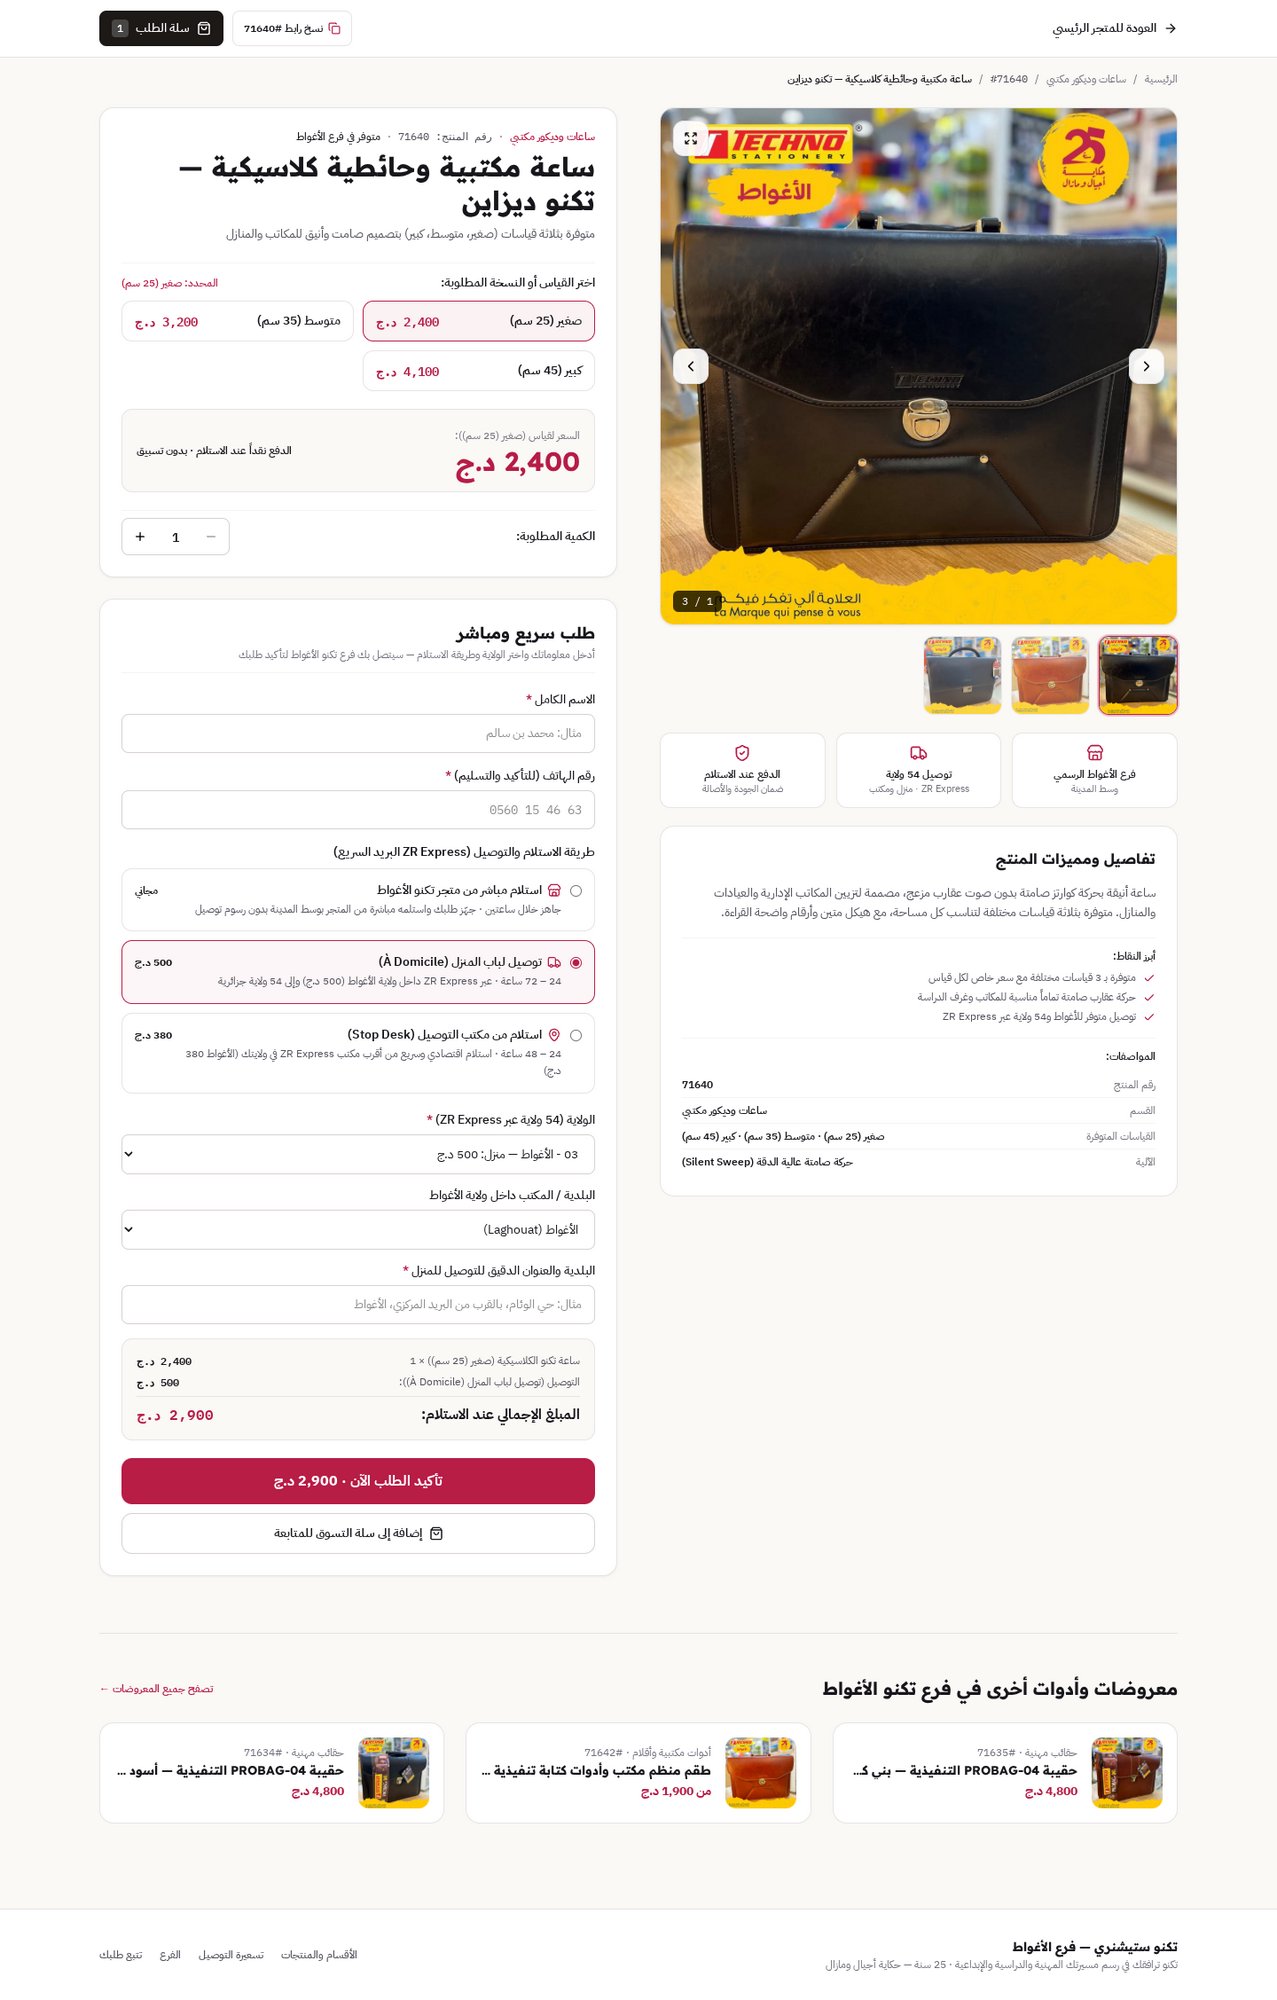 العودة للمتجر الرئيسي
نسخ رابط #71640
سلة الطلب 1
الرئيسية / ساعات وديكور مكتبي / #71640 / ساعة مكتبية وحائطية كلاسيكية — تكنو ديزاين
TECHNO ®
STATIONERY
الأغواط
25
حكاية
أجيال ومازال
TECHNO
العلامة ألي تفكر فيكم
La Marque qui pense à vous
3 / 1
فرع الأغواط الرسمي
وسط المدينة
توصيل 54 ولاية
ZR Express · منزل ومكتب
الدفع عند الاستلام
ضمان الجودة والأصالة
تفاصيل ومميزات المنتج
ساعة أنيقة بحركة كوارتز صامتة بدون صوت عقارب مزعج، مصممة لتزيين المكاتب الإدارية والعيادات
والمنازل. متوفرة بثلاثة قياسات مختلفة لتناسب كل مساحة، مع هيكل متين وأرقام واضحة القراءة.
أبرز النقاط:
متوفرة بـ 3 قياسات مختلفة مع سعر خاص لكل قياس
حركة عقارب صامتة تماماً مناسبة للمكاتب وغرف الدراسة
توصيل متوفر للأغواط و54 ولاية عبر ZR Express
المواصفات:
رقم المنتج 71640
القسم ساعات وديكور مكتبي
القياسات المتوفرة صغير (25 سم) · متوسط (35 سم) · كبير (45 سم)
الآلية حركة صامتة عالية الدقة (Silent Sweep)
ساعات وديكور مكتبي · رقم المنتج: 71640 · متوفر في فرع الأغواط
ساعة مكتبية وحائطية كلاسيكية —
تكنو ديزاين
متوفرة بثلاثة قياسات (صغير، متوسط، كبير) بتصميم صامت وأنيق للمكاتب والمنازل
اختر القياس أو النسخة المطلوبة:
المحدد: صغير (25 سم)
صغير (25 سم) 2,400 د.ج
متوسط (35 سم) 3,200 د.ج
كبير (45 سم) 4,100 د.ج
السعر لقياس (صغير (25 سم)):
2,400 د.ج
الدفع نقداً عند الاستلام · بدون تسبيق
الكمية المطلوبة:
− 1 +
طلب سريع ومباشر
أدخل معلوماتك واختر الولاية وطريقة الاستلام — سيتصل بك فرع تكنو الأغواط لتأكيد طلبك
الاسم الكامل *
مثال: محمد بن سالم
رقم الهاتف (للتأكيد والتسليم) *
0560 15 46 63
طريقة الاستلام والتوصيل (ZR Express البريد السريع)
استلام مباشر من متجر تكنو الأغواط مجاني
جاهز خلال ساعتين · جهّز طلبك واستلمه مباشرة من المتجر بوسط المدينة بدون رسوم توصيل
توصيل لباب المنزل (À Domicile) 500 د.ج
24 – 72 ساعة · عبر ZR Express داخل ولاية الأغواط (500 د.ج) وإلى 54 ولاية جزائرية
استلام من مكتب التوصيل (Stop Desk) 380 د.ج
24 – 48 ساعة · استلام اقتصادي وسريع من أقرب مكتب ZR Express في ولايتك (الأغواط 380
د.ج)
الولاية (54 ولاية عبر ZR Express) *
03 - الأغواط — منزل: 500 د.ج
البلدية / المكتب داخل ولاية الأغواط
الأغواط (Laghouat)
البلدية والعنوان الدقيق للتوصيل للمنزل *
مثال: حي الوئام، بالقرب من البريد المركزي، الأغواط
ساعة تكنو الكلاسيكية (صغير (25 سم)) × 1 2,400 د.ج
التوصيل (توصيل لباب المنزل (À Domicile)): 500 د.ج
المبلغ الإجمالي عند الاستلام: 2,900 د.ج
تأكيد الطلب الآن · 2,900 د.ج
إضافة إلى سلة التسوق للمتابعة
معروضات وأدوات أخرى في فرع تكنو الأغواط
تصفح جميع المعروضات ←
حقائب مهنية · #71635
حقيبة PROBAG-04 التنفيذية — بني كـ...
4,800 د.ج
أدوات مكتبية وأقلام · #71642
طقم منظم مكتب وأدوات كتابة تنفيذية ...
من 1,900 د.ج
حقائب مهنية · #71634
حقيبة PROBAG-04 التنفيذية — أسود ...
4,800 د.ج
تكنو ستيشنري — فرع الأغواط
تكنو ترافقك في رسم مسيرتك المهنية والدراسية والإبداعية · 25 سنة — حكاية أجيال ومازال
الأقسام والمنتجات
تسعيرة التوصيل
الفرع
تتبع طلبك